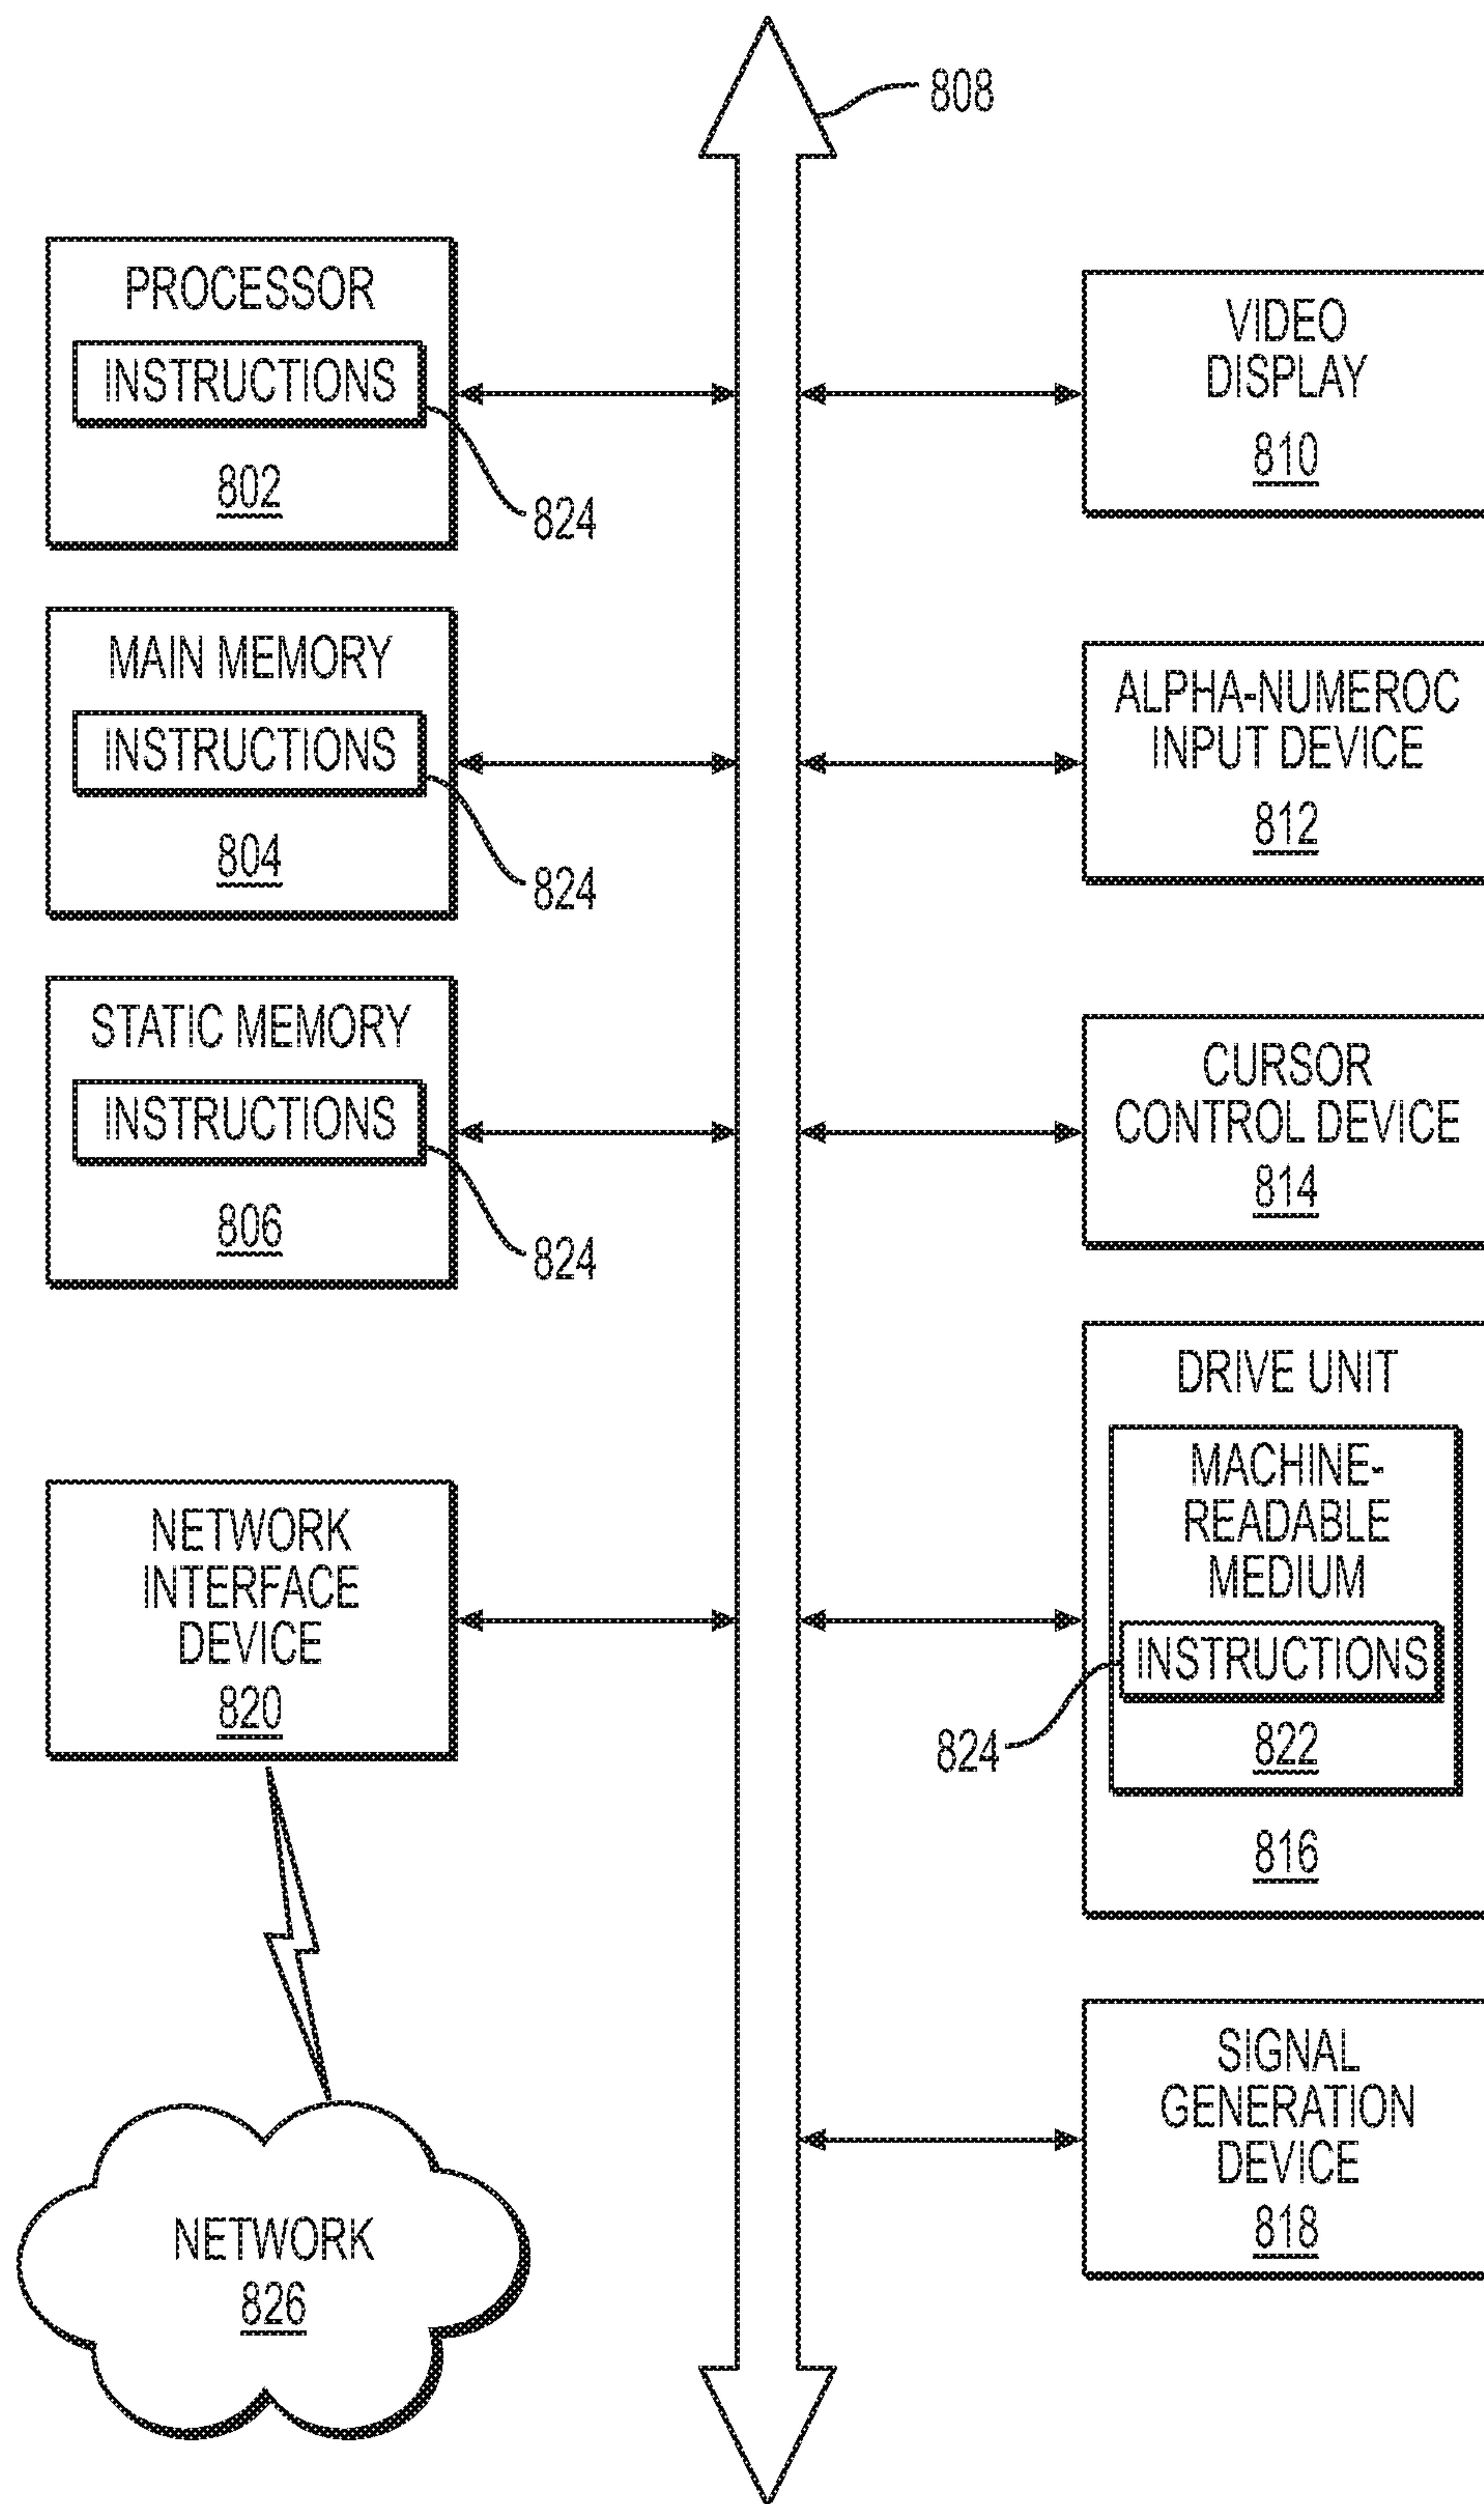 808
PROCESSOR
INSTRUCTIONS
802
824
MAIN MEMORY
INSTRUCTIONS
804
824
STATIC MEMORY
INSTRUCTIONS
806
824
NETWORK
INTERFACE
DEVICE
820
NETWORK
826
VIDEO
DISPLAY
810
ALPHA-NUMEROC
INPUT DEVICE
812
CURSOR
CONTROL DEVICE
814
DRIVE UNIT
MACHINE-
READABLE
MEDIUM
INSTRUCTIONS
824
822
816
SIGNAL
GENERATION
DEVICE
818